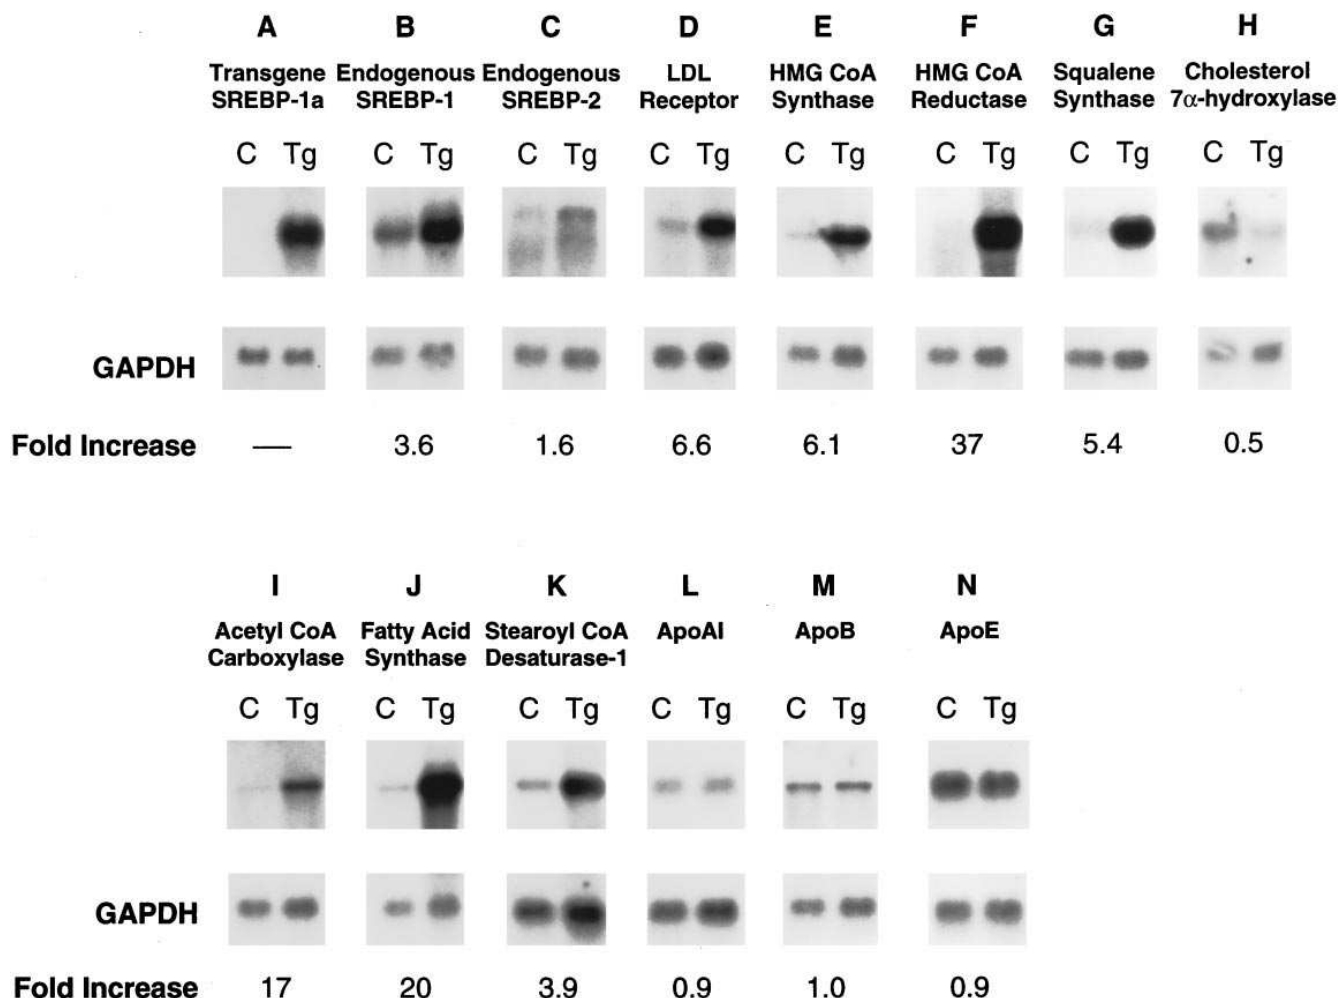 A B C D E F G H
Transgene Endogenous Endogenous LDL HMG CoA HMG CoA Squalene Cholesterol
SREBP-1a SREBP-1 SREBP-2 Receptor Synthase Reductase Synthase 7α-hydroxylase
C Tg C Tg C Tg C Tg C Tg C Tg C Tg C Tg
GAPDH
Fold Increase — 3.6 1.6 6.6 6.1 37 5.4 0.5
I J K L M N
Acetyl CoA Fatty Acid Stearoyl CoA ApoAI ApoB ApoE
Carboxylase Synthase Desaturase-1
C Tg C Tg C Tg C Tg C Tg C Tg
GAPDH
Fold Increase 17 20 3.9 0.9 1.0 0.9